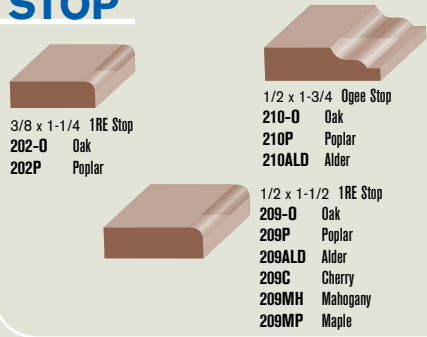 STOP
3/8 x 1-1/4 1RE Stop
202-O Oak
202P Poplar
1/2 x 1-3/4 Ogee Stop
210-O Oak
210P Poplar
210ALD Alder
1/2 x 1-1/2 1RE Stop
209-O Oak
209P Poplar
209ALD Alder
209C Cherry
209MH Mahogany
209MP Maple